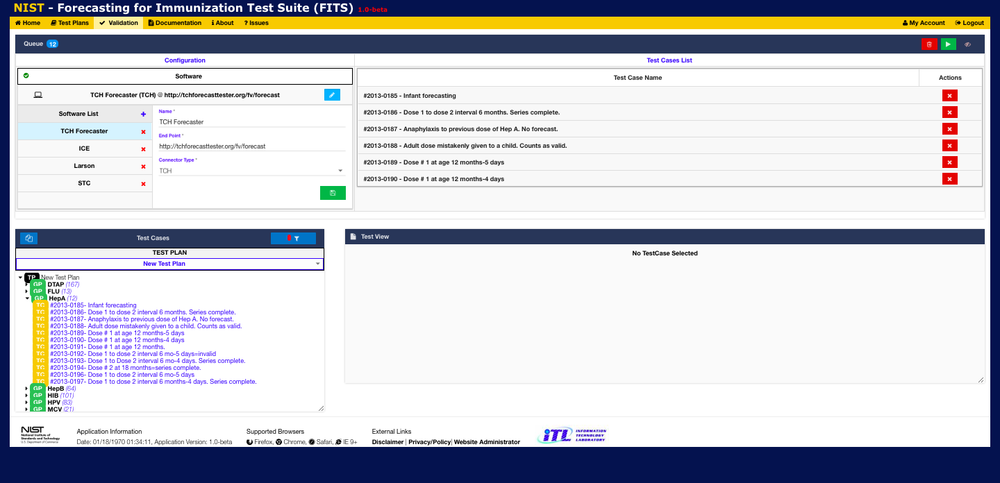 NIST - Forecasting for Immunization Test Suite (FITS) 1.0-beta
Home Test Plans Validation Documentation About ? Issues My Account Logout
Queue 12
Configuration
Software
TCH Forecaster (TCH) @ http://tchforecasttester.org/fv/forecast
Software List
TCH Forecaster
ICE
Larson
STC
Name *
TCH Forecaster
End Point *
http://tchforecasttester.org/fv/forecast
Connector Type *
TCH
Test Cases List
Test Case Name Actions
#2013-0185 - Infant forecasting
#2013-0186 - Dose 1 to dose 2 interval 6 months. Series complete.
#2013-0187 - Anaphylaxis to previous dose of Hep A. No forecast.
#2013-0188 - Adult dose mistakenly given to a child. Counts as valid.
#2013-0189 - Dose # 1 at age 12 months-5 days
#2013-0190 - Dose # 1 at age 12 months-4 days
Test Cases
TEST PLAN
New Test Plan
TP New Test Plan
GP DTAP (167)
GP FLU (13)
GP HepA (12)
TC #2013-0185- Infant forecasting
TC #2013-0186- Dose 1 to dose 2 interval 6 months. Series complete.
TC #2013-0187- Anaphylaxis to previous dose of Hep A. No forecast.
TC #2013-0188- Adult dose mistakenly given to a child. Counts as valid.
TC #2013-0189- Dose # 1 at age 12 months-5 days
TC #2013-0190- Dose # 1 at age 12 months-4 days
TC #2013-0191- Dose # 1 at age 12 months.
TC #2013-0192- Dose 1 to dose 2 interval 6 mo-5 days=invalid
TC #2013-0193- Dose 1 to Dose 2 interval 6 mo-4 days. Series complete.
TC #2013-0194- Dose # 2 at 18 months=series complete.
TC #2013-0196- Dose 1 to dose 2 interval 6 mo-5 days
TC #2013-0197- Dose 1 to dose 2 interval 6 months-4 days. Series complete.
GP HepB (64)
GP HIB (101)
GP HPV (83)
GP MCV (21)
Test View
No TestCase Selected
NIST
National Institute of
Standards and Technology
U.S. Department of Commerce
Application Information
Date: 01/18/1970 01:34:11, Application Version: 1.0-beta
Supported Browsers
Firefox, Chrome, Safari, IE 9+
External Links
Disclaimer | Privacy/Policy| Website Administrator
ITL INFORMATION
TECHNOLOGY
LABORATORY